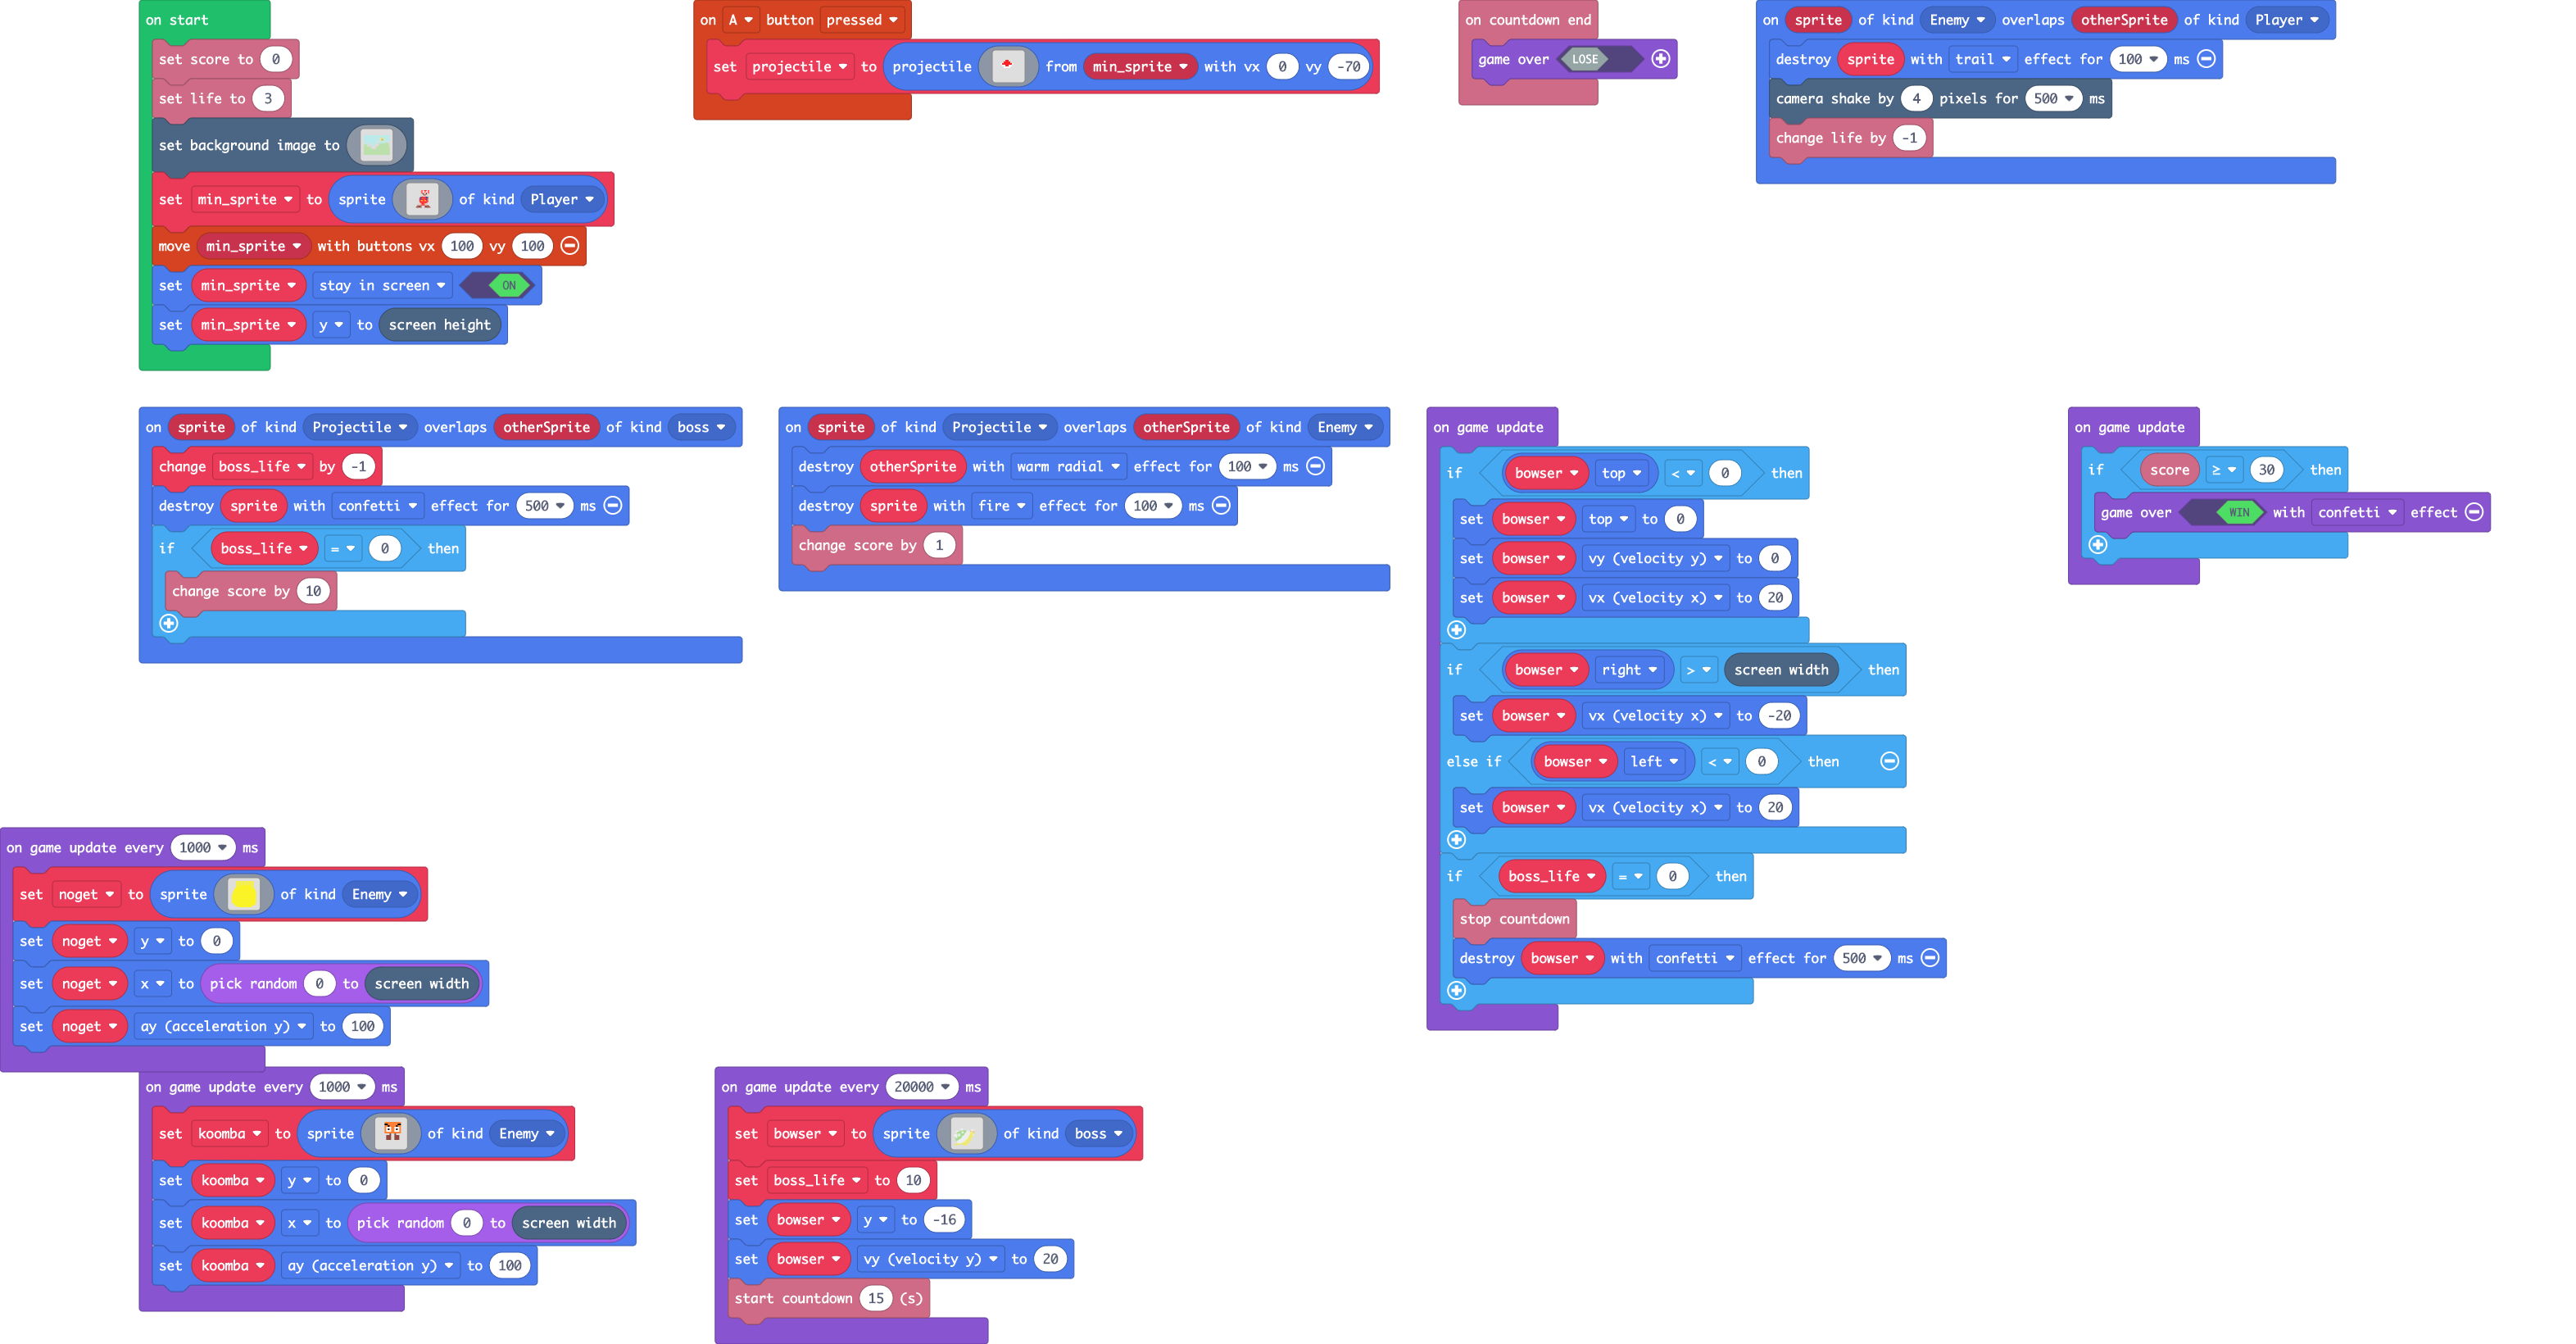 on start
set score to 0
set life to 3
set background image to
set min_sprite to sprite of kind Player
move min_sprite with buttons vx 100 vy 100
set min_sprite stay in screen ON
set min_sprite y to screen height
on A button pressed
set projectile to projectile from min_sprite with vx 0 vy -70
on countdown end
game over LOSE
on sprite of kind Enemy overlaps otherSprite of kind Player
destroy sprite with trail effect for 100 ms
camera shake by 4 pixels for 500 ms
change life by -1
on sprite of kind Projectile overlaps otherSprite of kind boss
change boss_life by -1
destroy sprite with confetti effect for 500 ms
if boss_life = 0 then
change score by 10
on sprite of kind Projectile overlaps otherSprite of kind Enemy
destroy otherSprite with warm radial effect for 100 ms
destroy sprite with fire effect for 100 ms
change score by 1
on game update
if bowser top < 0 then
set bowser top to 0
set bowser vy (velocity y) to 0
set bowser vx (velocity x) to 20
if bowser right > screen width then
set bowser vx (velocity x) to -20
else if bowser left < 0 then
set bowser vx (velocity x) to 20
if boss_life = 0 then
stop countdown
destroy bowser with confetti effect for 500 ms
on game update
if score ≥ 30 then
game over WIN with confetti effect
on game update every 1000 ms
set noget to sprite of kind Enemy
set noget y to 0
set noget x to pick random 0 to screen width
set noget ay (acceleration y) to 100
on game update every 1000 ms
set koomba to sprite of kind Enemy
set koomba y to 0
set koomba x to pick random 0 to screen width
set koomba ay (acceleration y) to 100
on game update every 20000 ms
set bowser to sprite of kind boss
set boss_life to 10
set bowser y to -16
set bowser vy (velocity y) to 20
start countdown 15 (s)